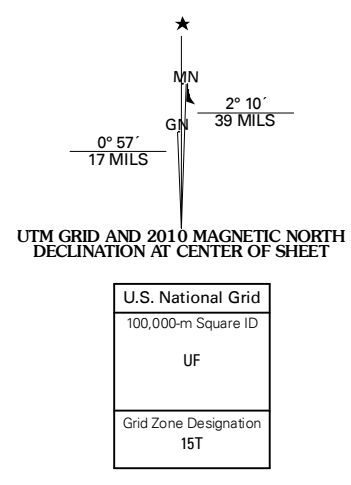 ★
MN
GN
2° 10´
39 MILS
0° 57´
17 MILS
UTM GRID AND 2010 MAGNETIC NORTH
DECLINATION AT CENTER OF SHEET
U.S. National Grid
100,000-m Square ID
UF
Grid Zone Designation
15T